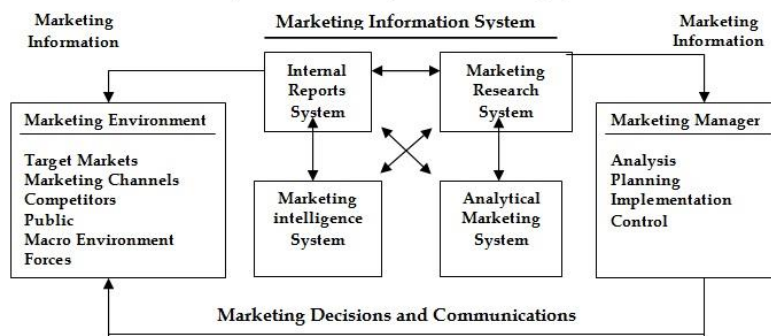 Marketing
Information
Marketing Information System
Marketing
Information
Internal
Reports
System
Marketing
Research
System
Marketing Environment
Target Markets
Marketing Channels
Competitors
Public
Macro Environment
Forces
Marketing
intelligence
System
Analytical
Marketing
System
Marketing Manager
Analysis
Planning
Implementation
Control
Marketing Decisions and Communications